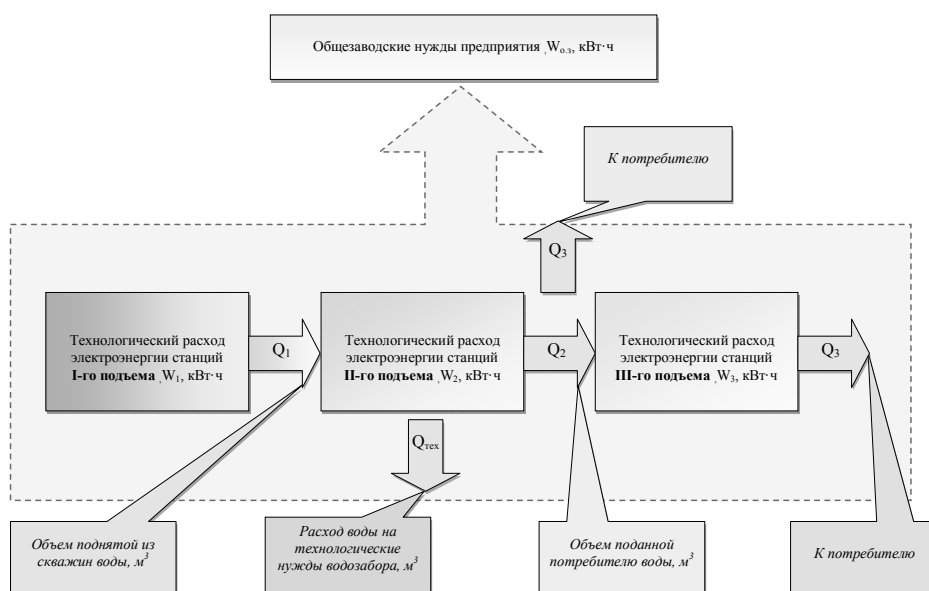 Общезаводские нужды предприятия ,Wо.з, кВт·ч
К потребителю
Q3
Технологический расход
электроэнергии станций
I-го подъема ,W1, кВт·ч
Q1
Технологический расход
электроэнергии станций
II-го подъема ,W2, кВт·ч
Q2
Технологический расход
электроэнергии станций
III-го подъема ,W3, кВт·ч
Q3
Qтех
Объем поднятой из
скважин воды, м³
Расход воды на
технологические
нужды водозабора, м³
Объем поданной
потребителю воды, м³
К потребителю